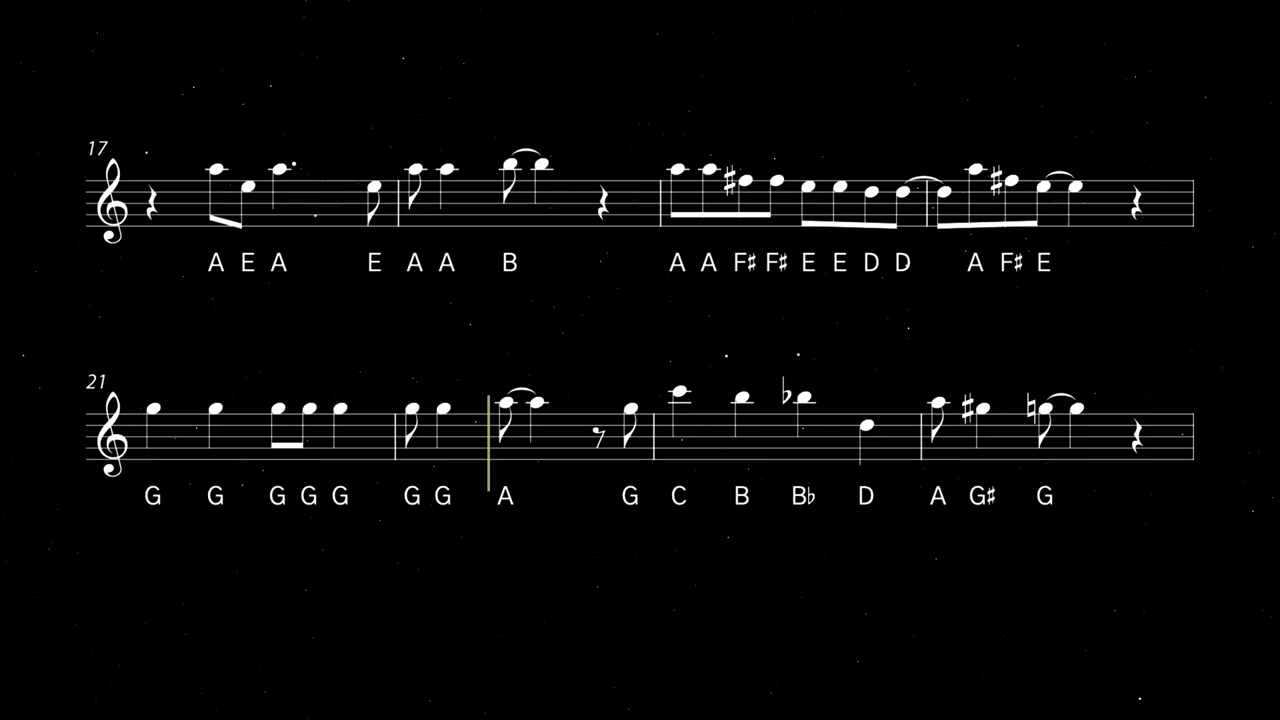 17
A E A E A A B A A F♯ F♯ E E D D A F♯ E
21
G G G G G G G A G C B B♭ D A G♯ G